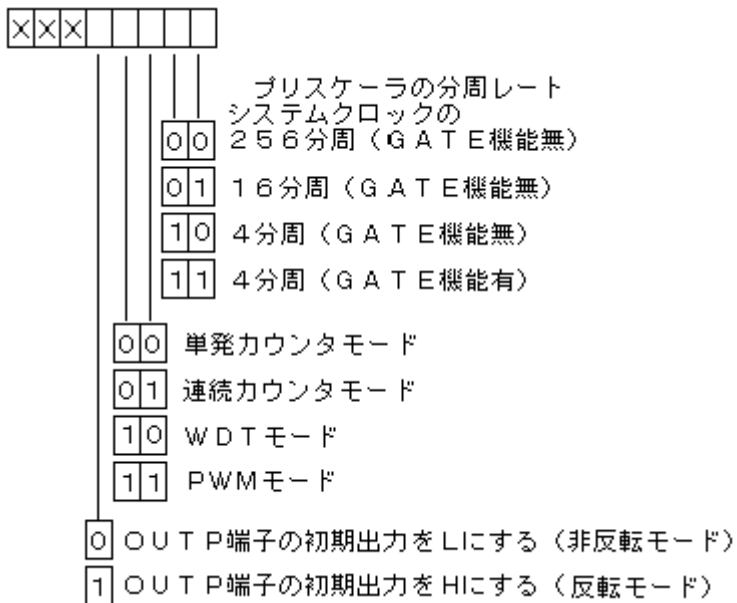 XXX
プリスケーラの分周レート
システムクロックの
00 256分周(GATE機能無)
01 16分周(GATE機能無)
10 4分周(GATE機能無)
11 4分周(GATE機能有)
00 単発カウンタモード
01 連続カウンタモード
10 WDTモード
11 PWMモード
0 OUTP端子の初期出力をLにする(非反転モード)
1 OUTP端子の初期出力をHにする(反転モード)